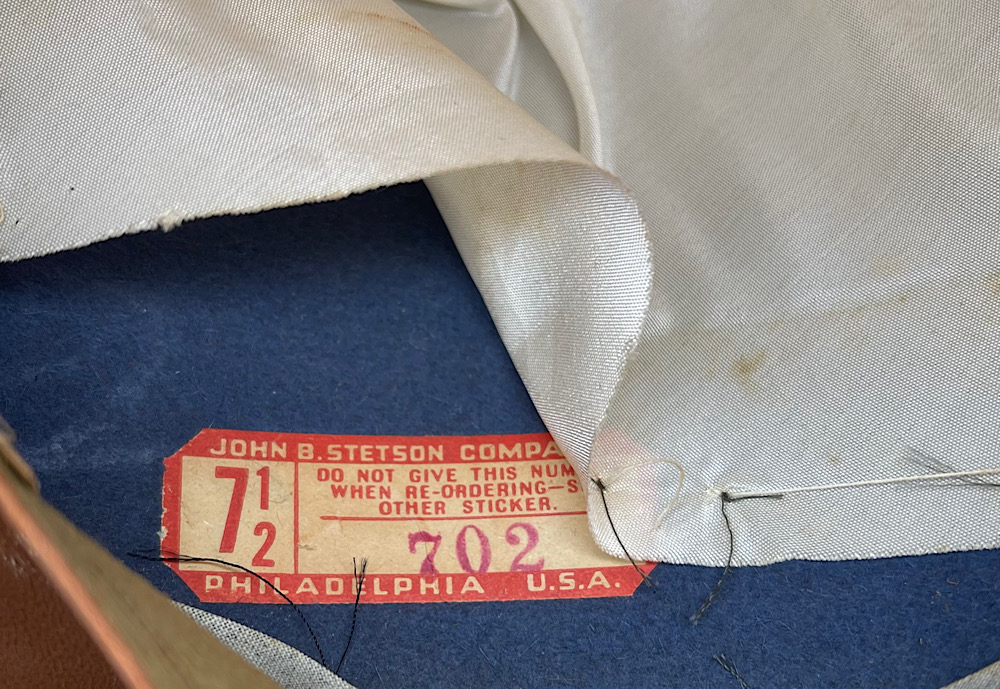 JOHN B. STETSON COMPA
7 1/2
DO NOT GIVE THIS NUM
WHEN RE-ORDERING—S
OTHER STICKER.
702
PHILADELPHIA U.S.A.